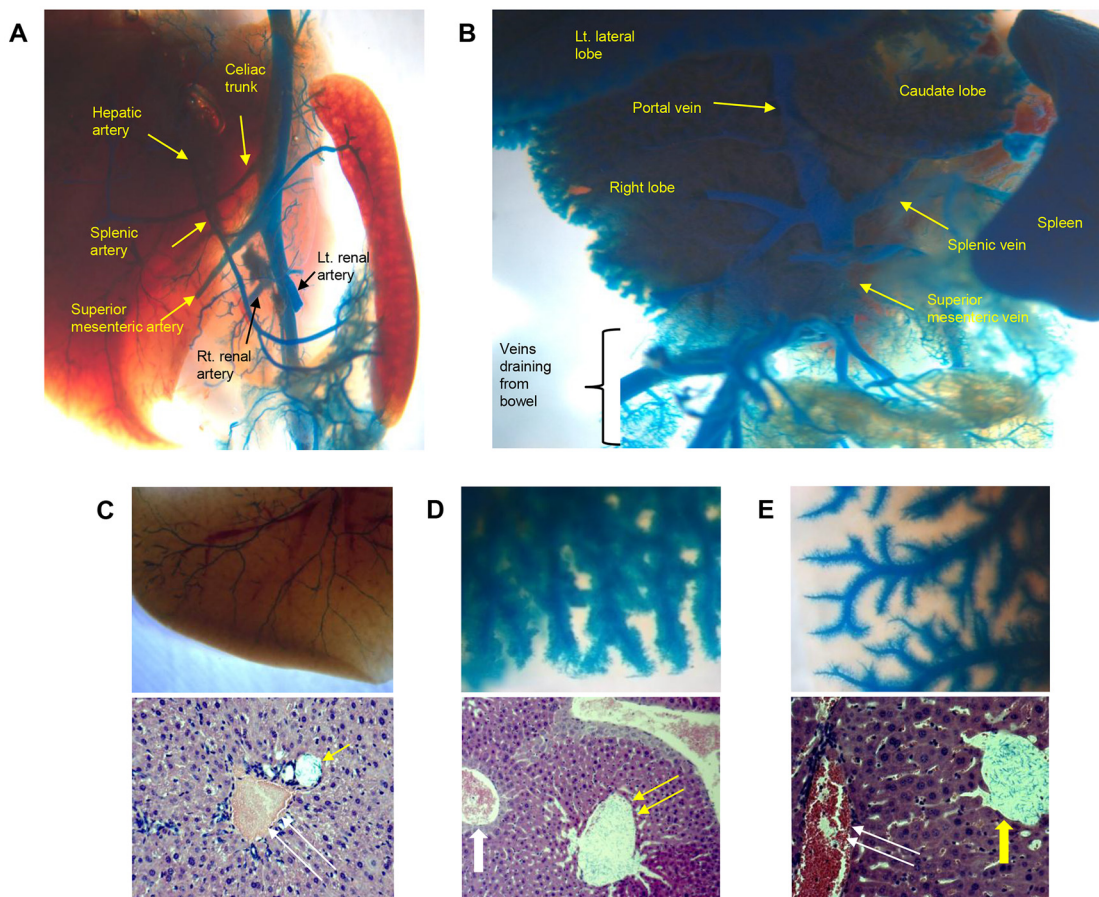 A
Celiac
trunk
Hepatic
artery
Splenic
artery
Lt. renal
artery
Superior
mesenteric artery
Rt. renal
artery
B
Lt. lateral
lobe
Caudate lobe
Portal vein
Right lobe
Spleen
Splenic vein
Superior
mesenteric vein
Veins
draining
from
bowel
C
D
E